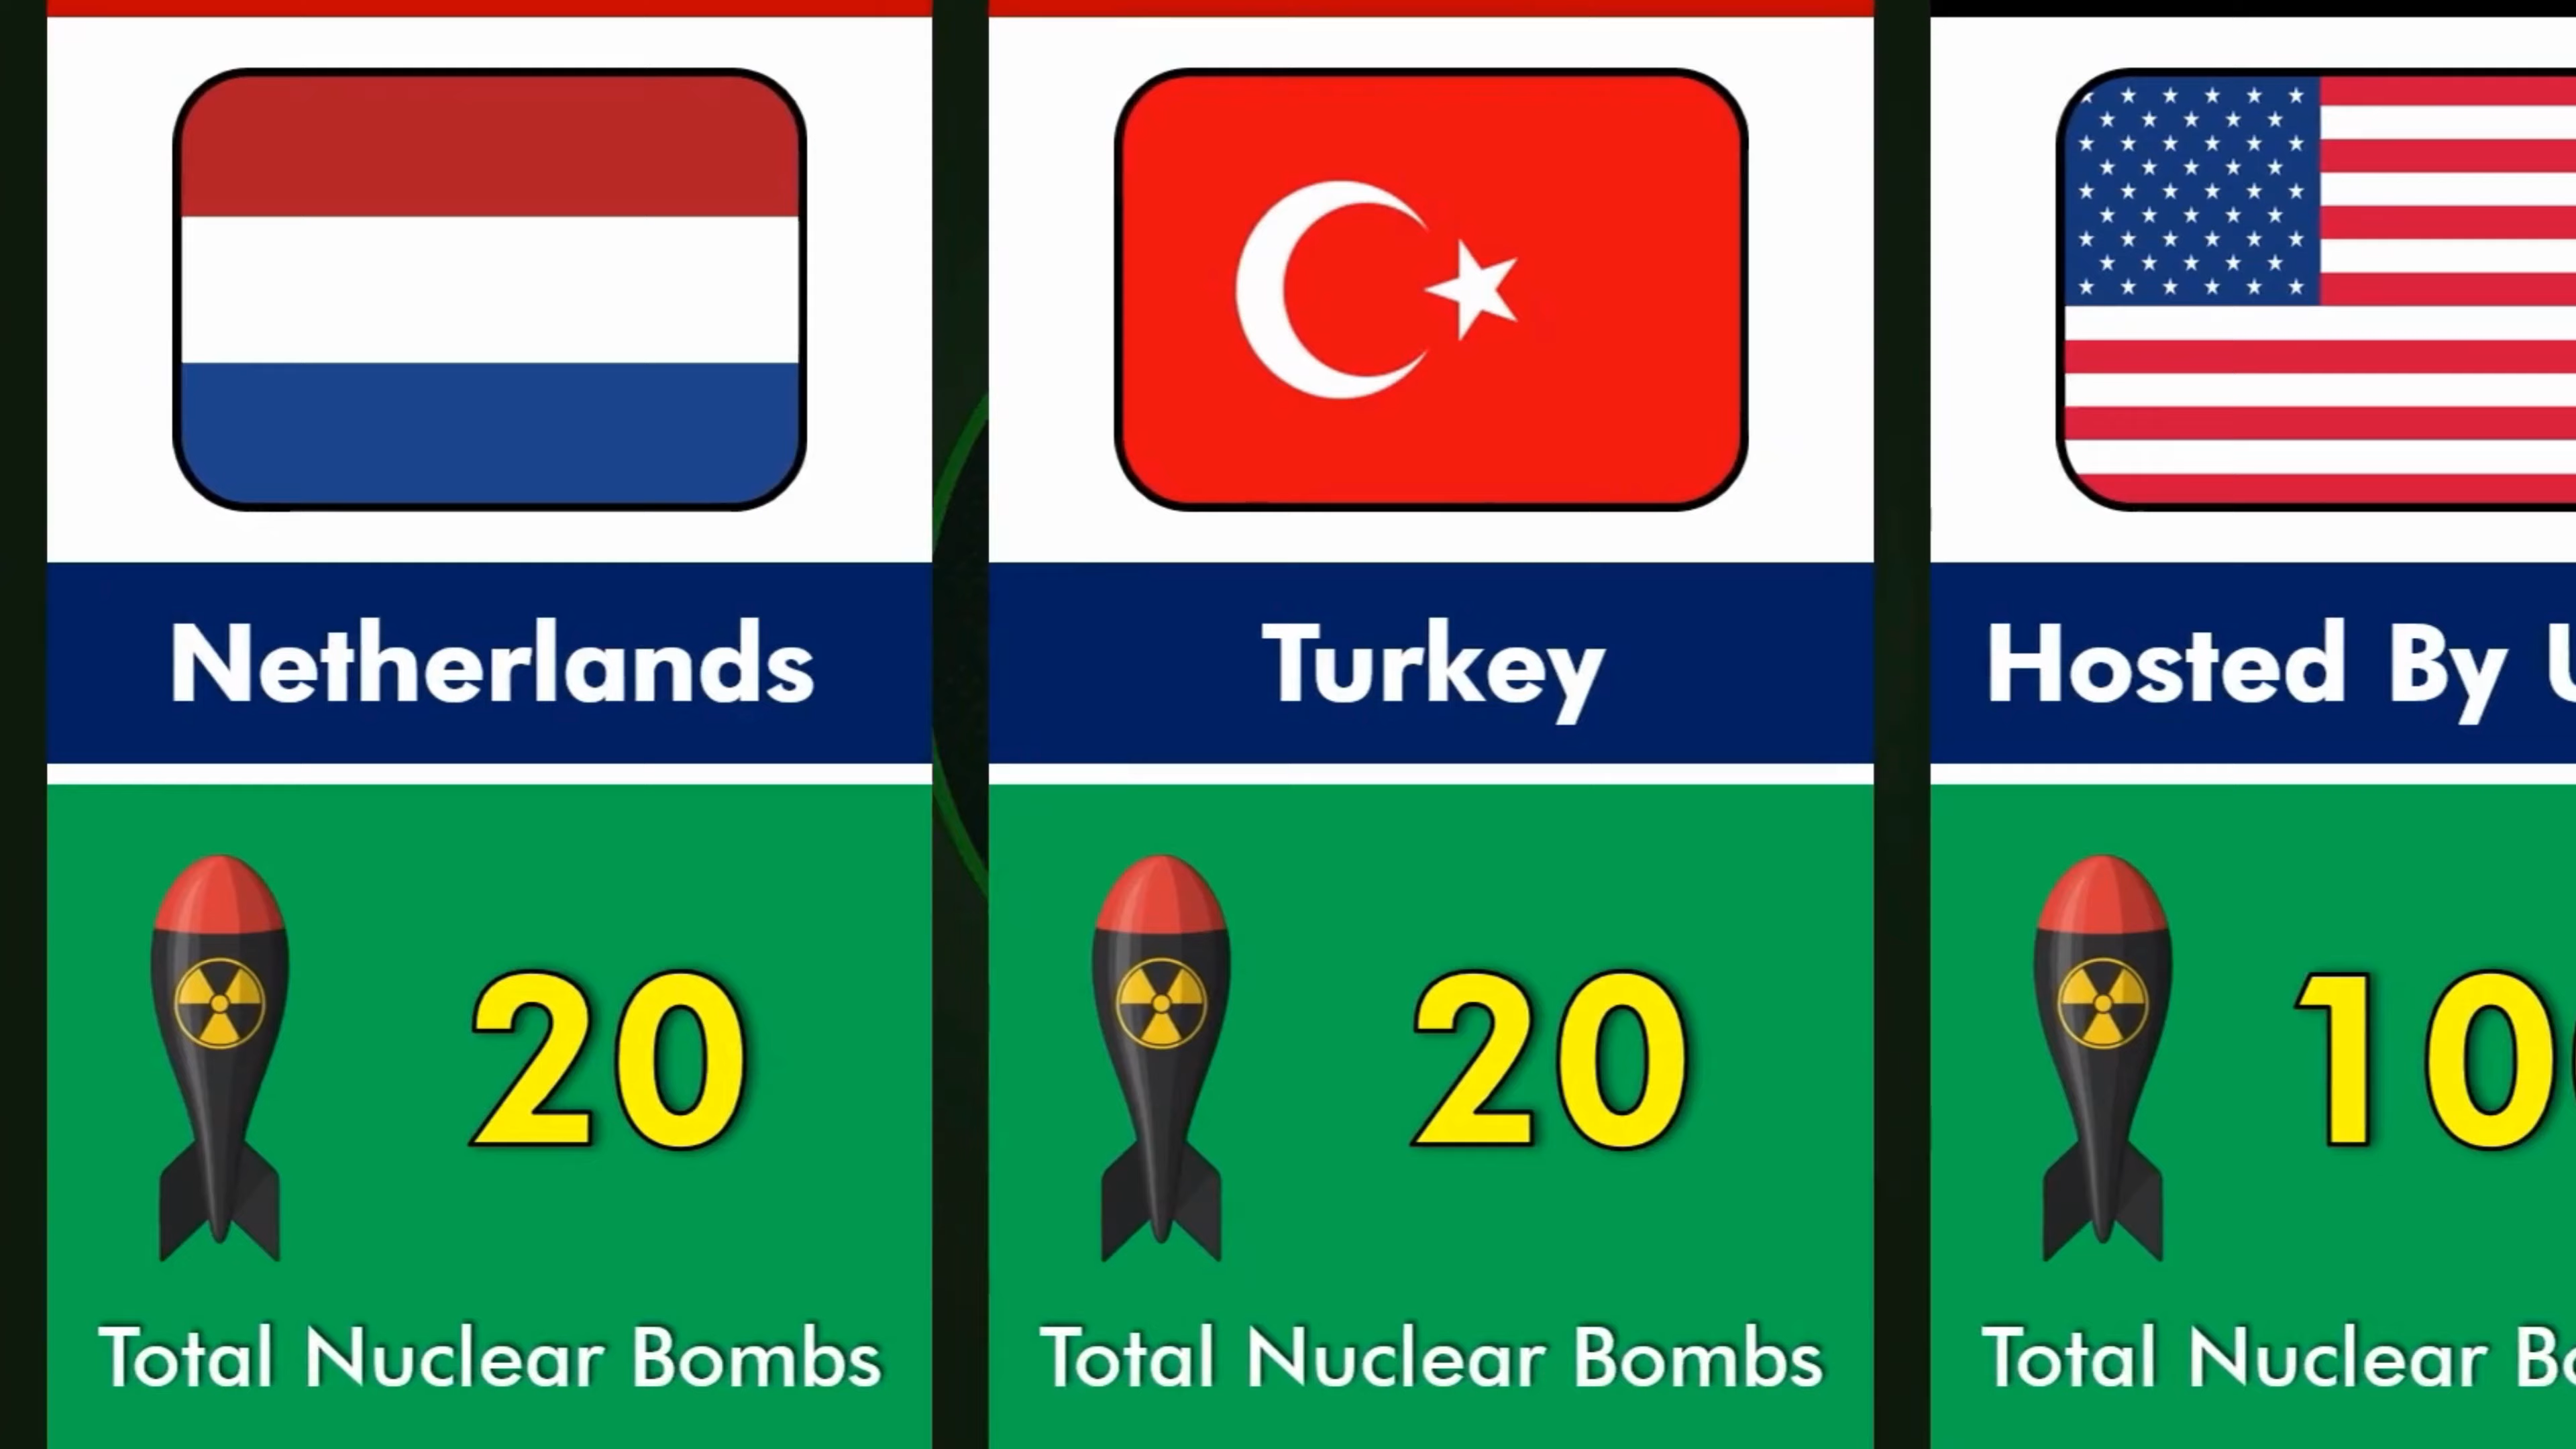 Netherlands
20
Total Nuclear Bombs
Turkey
20
Total Nuclear Bombs
Hosted By
Total Nuclear